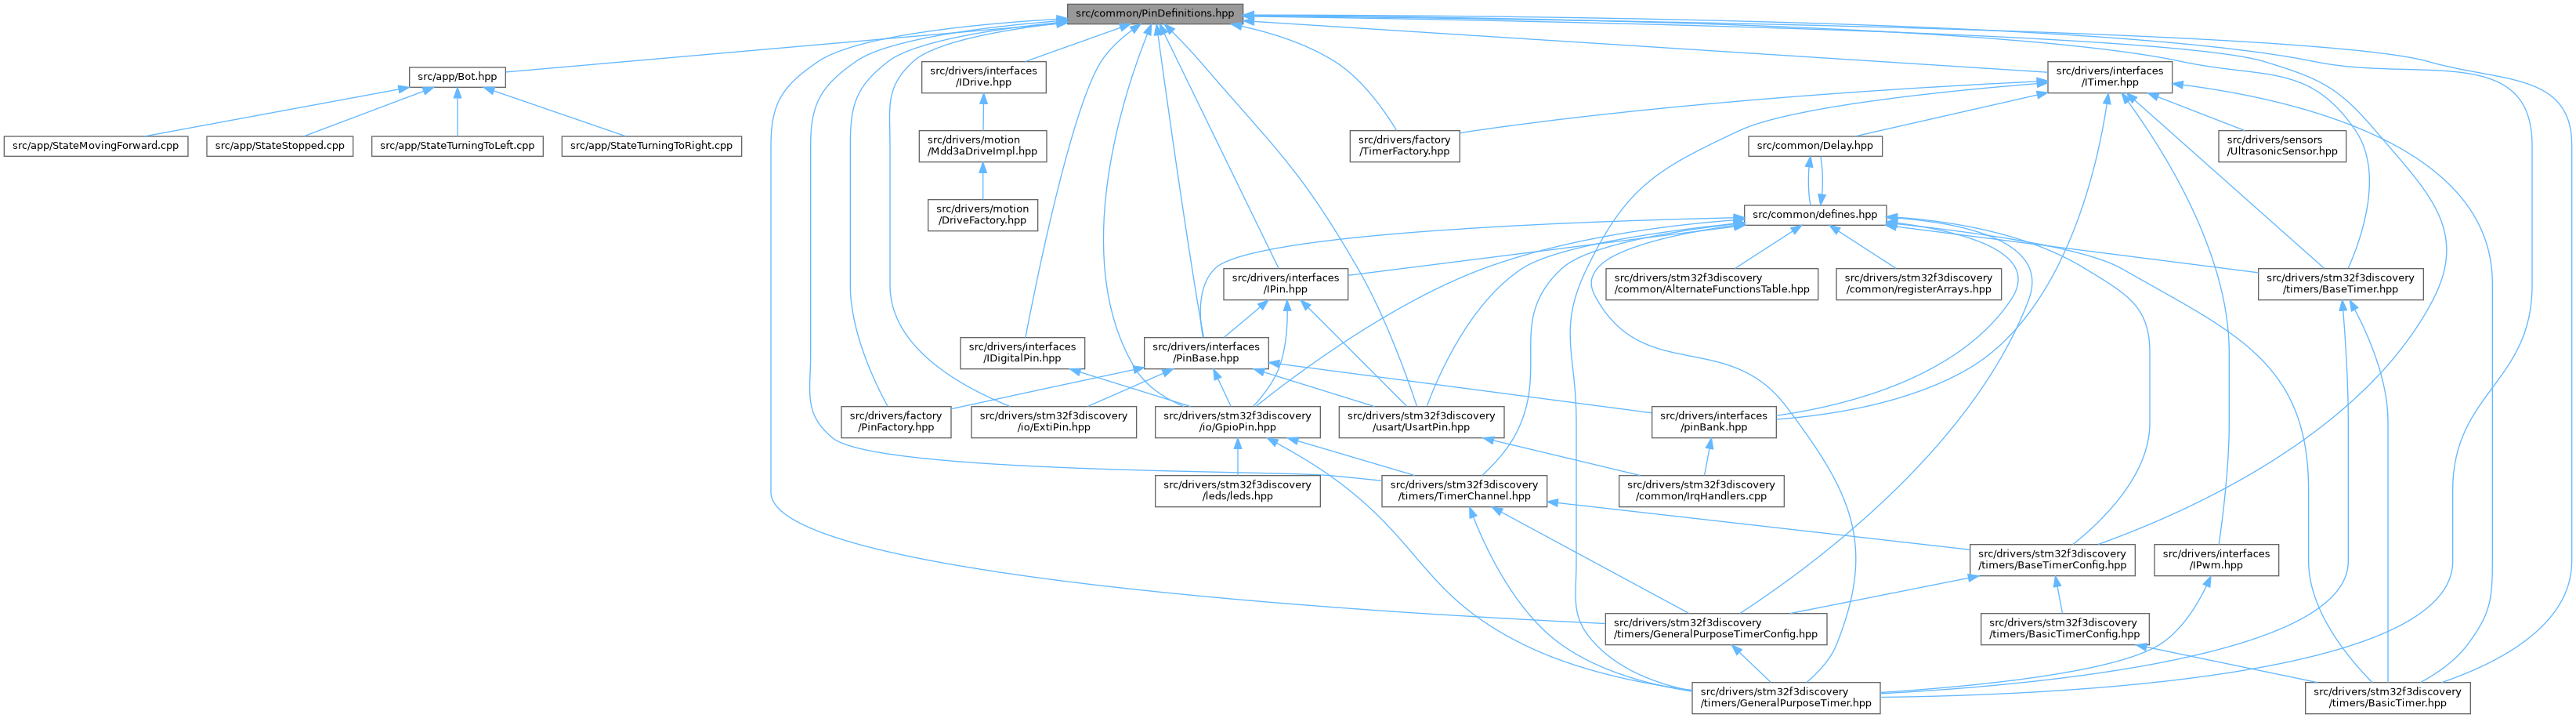 src/common/PinDefinitions.hpp
src/app/Bot.hpp
src/drivers/interfaces
/IDrive.hpp
src/drivers/interfaces
/ITimer.hpp
src/app/StateMovingForward.cpp
src/app/StateStopped.cpp
src/app/StateTurningToLeft.cpp
src/app/StateTurningToRight.cpp
src/drivers/motion
/Mdd3aDriveImpl.hpp
src/drivers/factory
/TimerFactory.hpp
src/common/Delay.hpp
src/drivers/sensors
/UltrasonicSensor.hpp
src/drivers/motion
/DriveFactory.hpp
src/common/defines.hpp
src/drivers/interfaces
/IPin.hpp
src/drivers/stm32f3discovery
/common/AlternateFunctionsTable.hpp
src/drivers/stm32f3discovery
/common/registerArrays.hpp
src/drivers/stm32f3discovery
/timers/BaseTimer.hpp
src/drivers/interfaces
/IDigitalPin.hpp
src/drivers/interfaces
/PinBase.hpp
src/drivers/factory
/PinFactory.hpp
src/drivers/stm32f3discovery
/io/ExtiPin.hpp
src/drivers/stm32f3discovery
/io/GpioPin.hpp
src/drivers/stm32f3discovery
/usart/UsartPin.hpp
src/drivers/interfaces
/pinBank.hpp
src/drivers/stm32f3discovery
/leds/leds.hpp
src/drivers/stm32f3discovery
/timers/TimerChannel.hpp
src/drivers/stm32f3discovery
/common/IrqHandlers.cpp
src/drivers/stm32f3discovery
/timers/BaseTimerConfig.hpp
src/drivers/interfaces
/IPwm.hpp
src/drivers/stm32f3discovery
/timers/GeneralPurposeTimerConfig.hpp
src/drivers/stm32f3discovery
/timers/BasicTimerConfig.hpp
src/drivers/stm32f3discovery
/timers/GeneralPurposeTimer.hpp
src/drivers/stm32f3discovery
/timers/BasicTimer.hpp